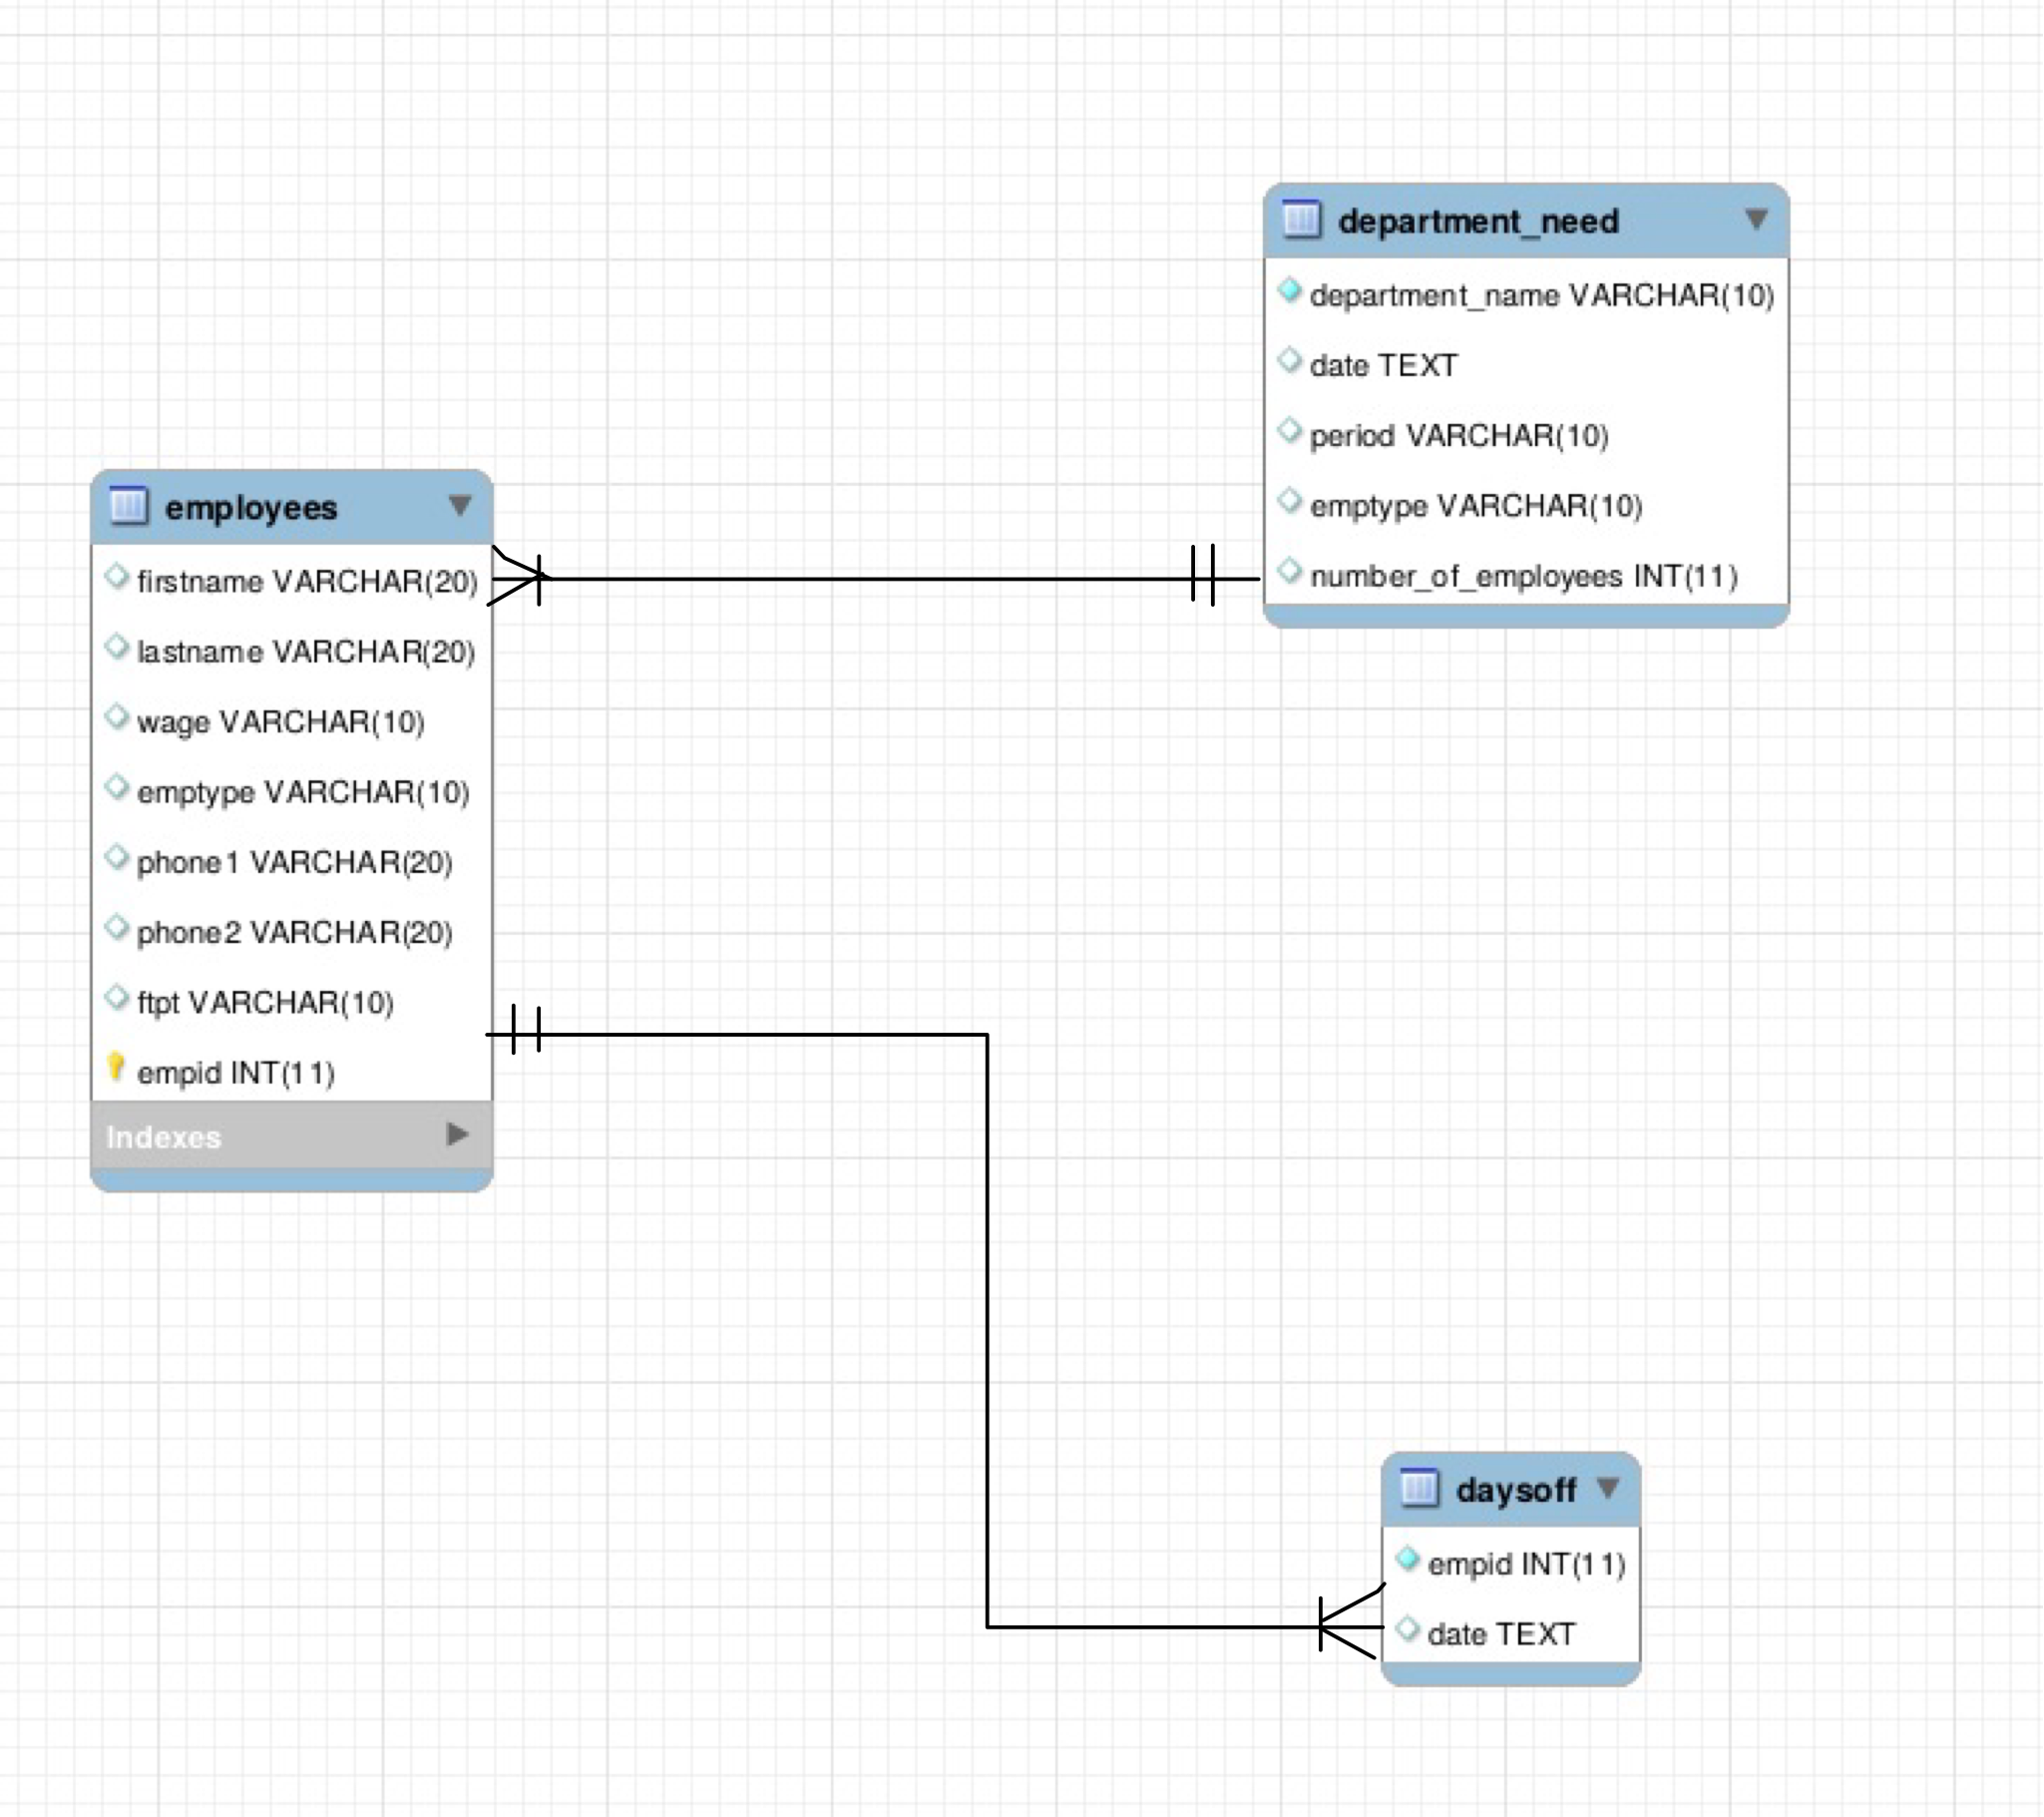 department_need
department_name VARCHAR(10)
date TEXT
period VARCHAR(10)
emptype VARCHAR(10)
number_of_employees INT(11)
employees
firstname VARCHAR(20)
lastname VARCHAR(20)
wage VARCHAR(10)
emptype VARCHAR(10)
phone1 VARCHAR(20)
phone2 VARCHAR(20)
ftpt VARCHAR(10)
empid INT(11)
Indexes
daysoff
empid INT(11)
date TEXT